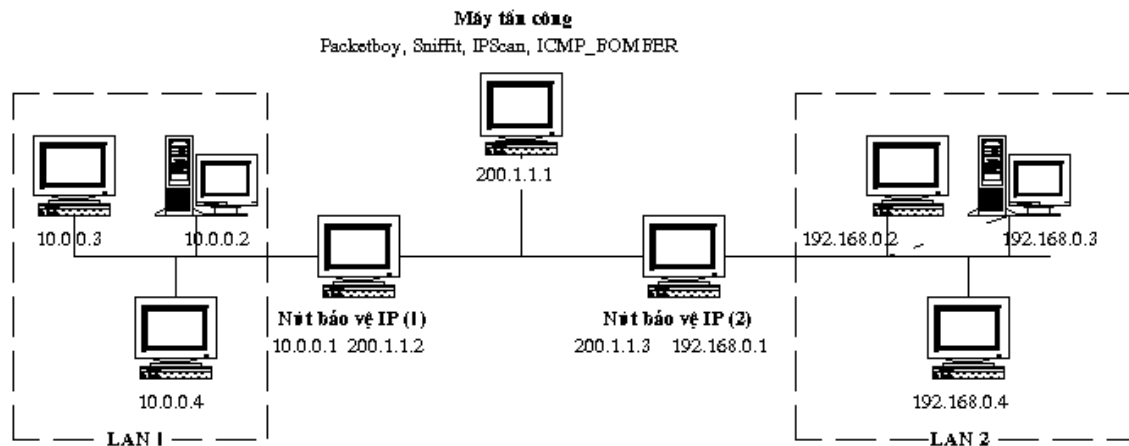 Máy tấn công
Packetboy, Sniffit, IPScan, ICMP_BOMBER
200.1.1.1
10.0.0.3
10.0.0.2
192.168.0.2
192.168.0.3
Nút bảo vệ IP (1)
10.0.0.1 200.1.1.2
Nút bảo vệ IP (2)
200.1.1.3 192.168.0.1
10.0.0.4
192.168.0.4
LAN 1
LAN 2